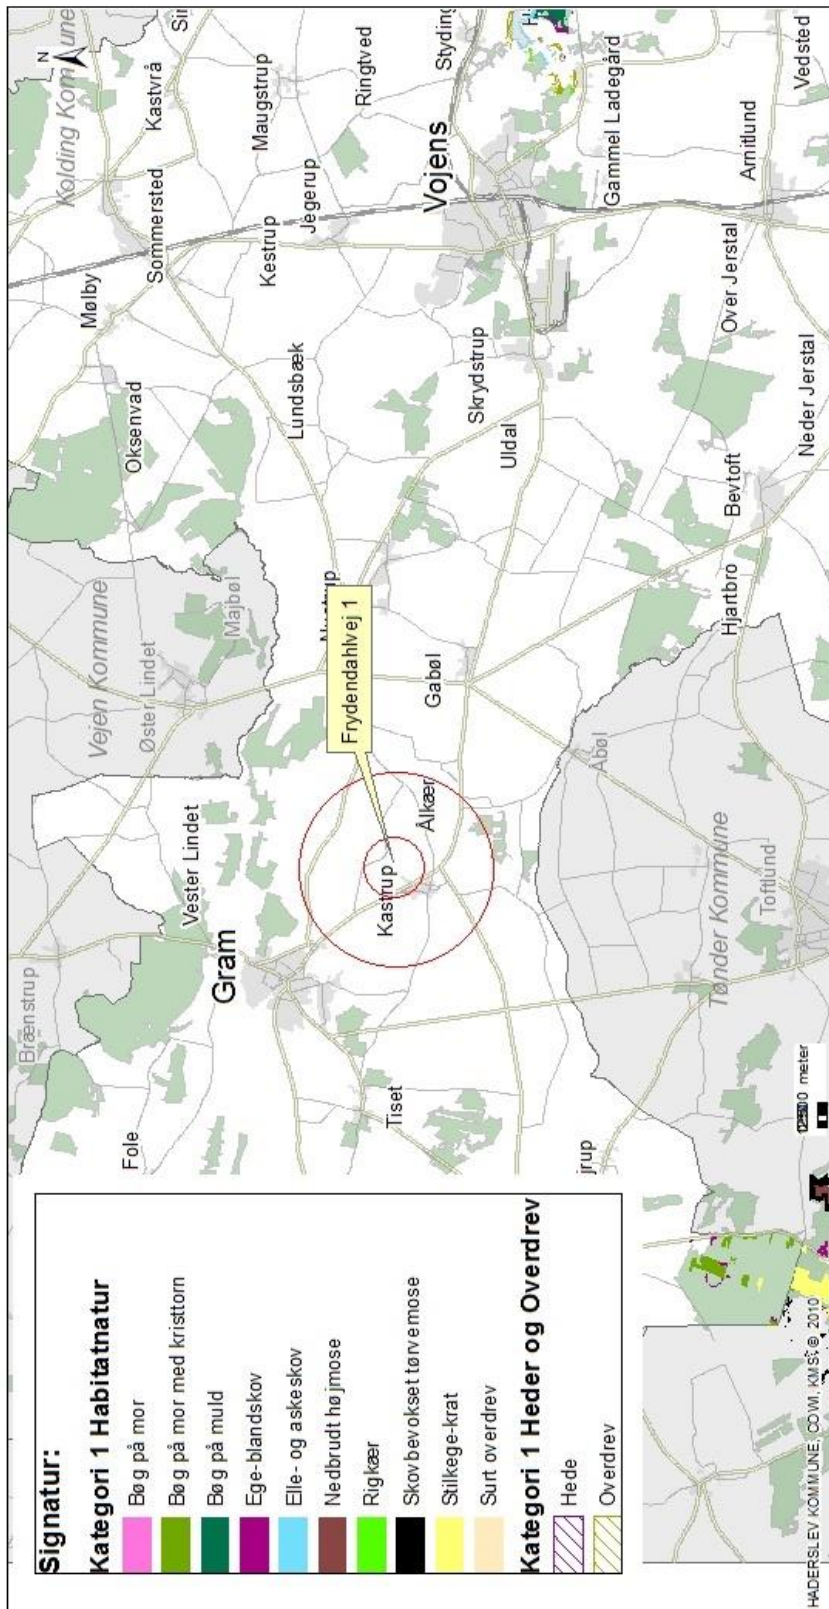 Signatur:
Kategori 1 Habitatnatur
Bøg på mor
Bøg på mor med kristtorn
Bøg på muld
Ege-blandskov
Elle- og askeskov
Nedbrudt højmose
Rigkær
Skovbevokset tørvemose
Stilkege-krat
Surt overdrev
Kategori 1 Heder og Overdrev
Hede
Overdrev
Brænstrup
Vejen Kommune
Kolding Kommune
N
Fole
Vester Lindet
Øster Lindet
Majbøl
Oksenvad
Mølby
Sommersted
Kastvrå
Maugstrup
Gram
Lundsbæk
Kestrup
Jegerup
Ringtved
Frydendahlvej 1
Tiset
Kastrup
Ålkær
Gabøl
Uldal
Skrydstrup
Vojens
Styding
jrup
Åbøl
Gammel Ladegård
Tønder Kommune
Toftlund
Hjartbro
Bevtoft
Over Jerstal
Neder Jerstal
Arnitlund
Vedsted
meter
HADERSLEV KOMMUNE, COWI, KMS © 2010